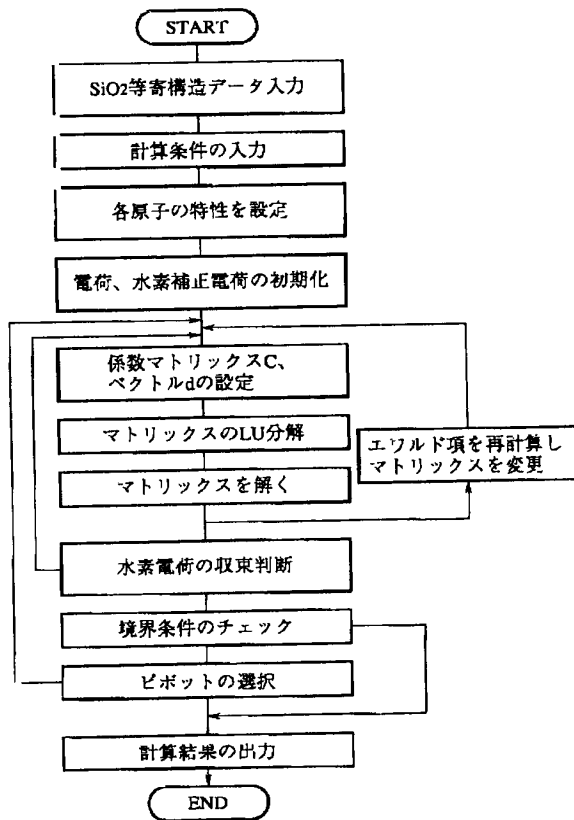 START
SiO2等寄構造データ入力
計算条件の入力
各原子の特性を設定
電荷、水素補正電荷の初期化
係数マトリックスC、
ベクトルdの設定
マトリックスのLU分解
マトリックスを解く
エワルド項を再計算し
マトリックスを変更
水素電荷の収束判断
境界条件のチェック
ピボットの選択
計算結果の出力
END